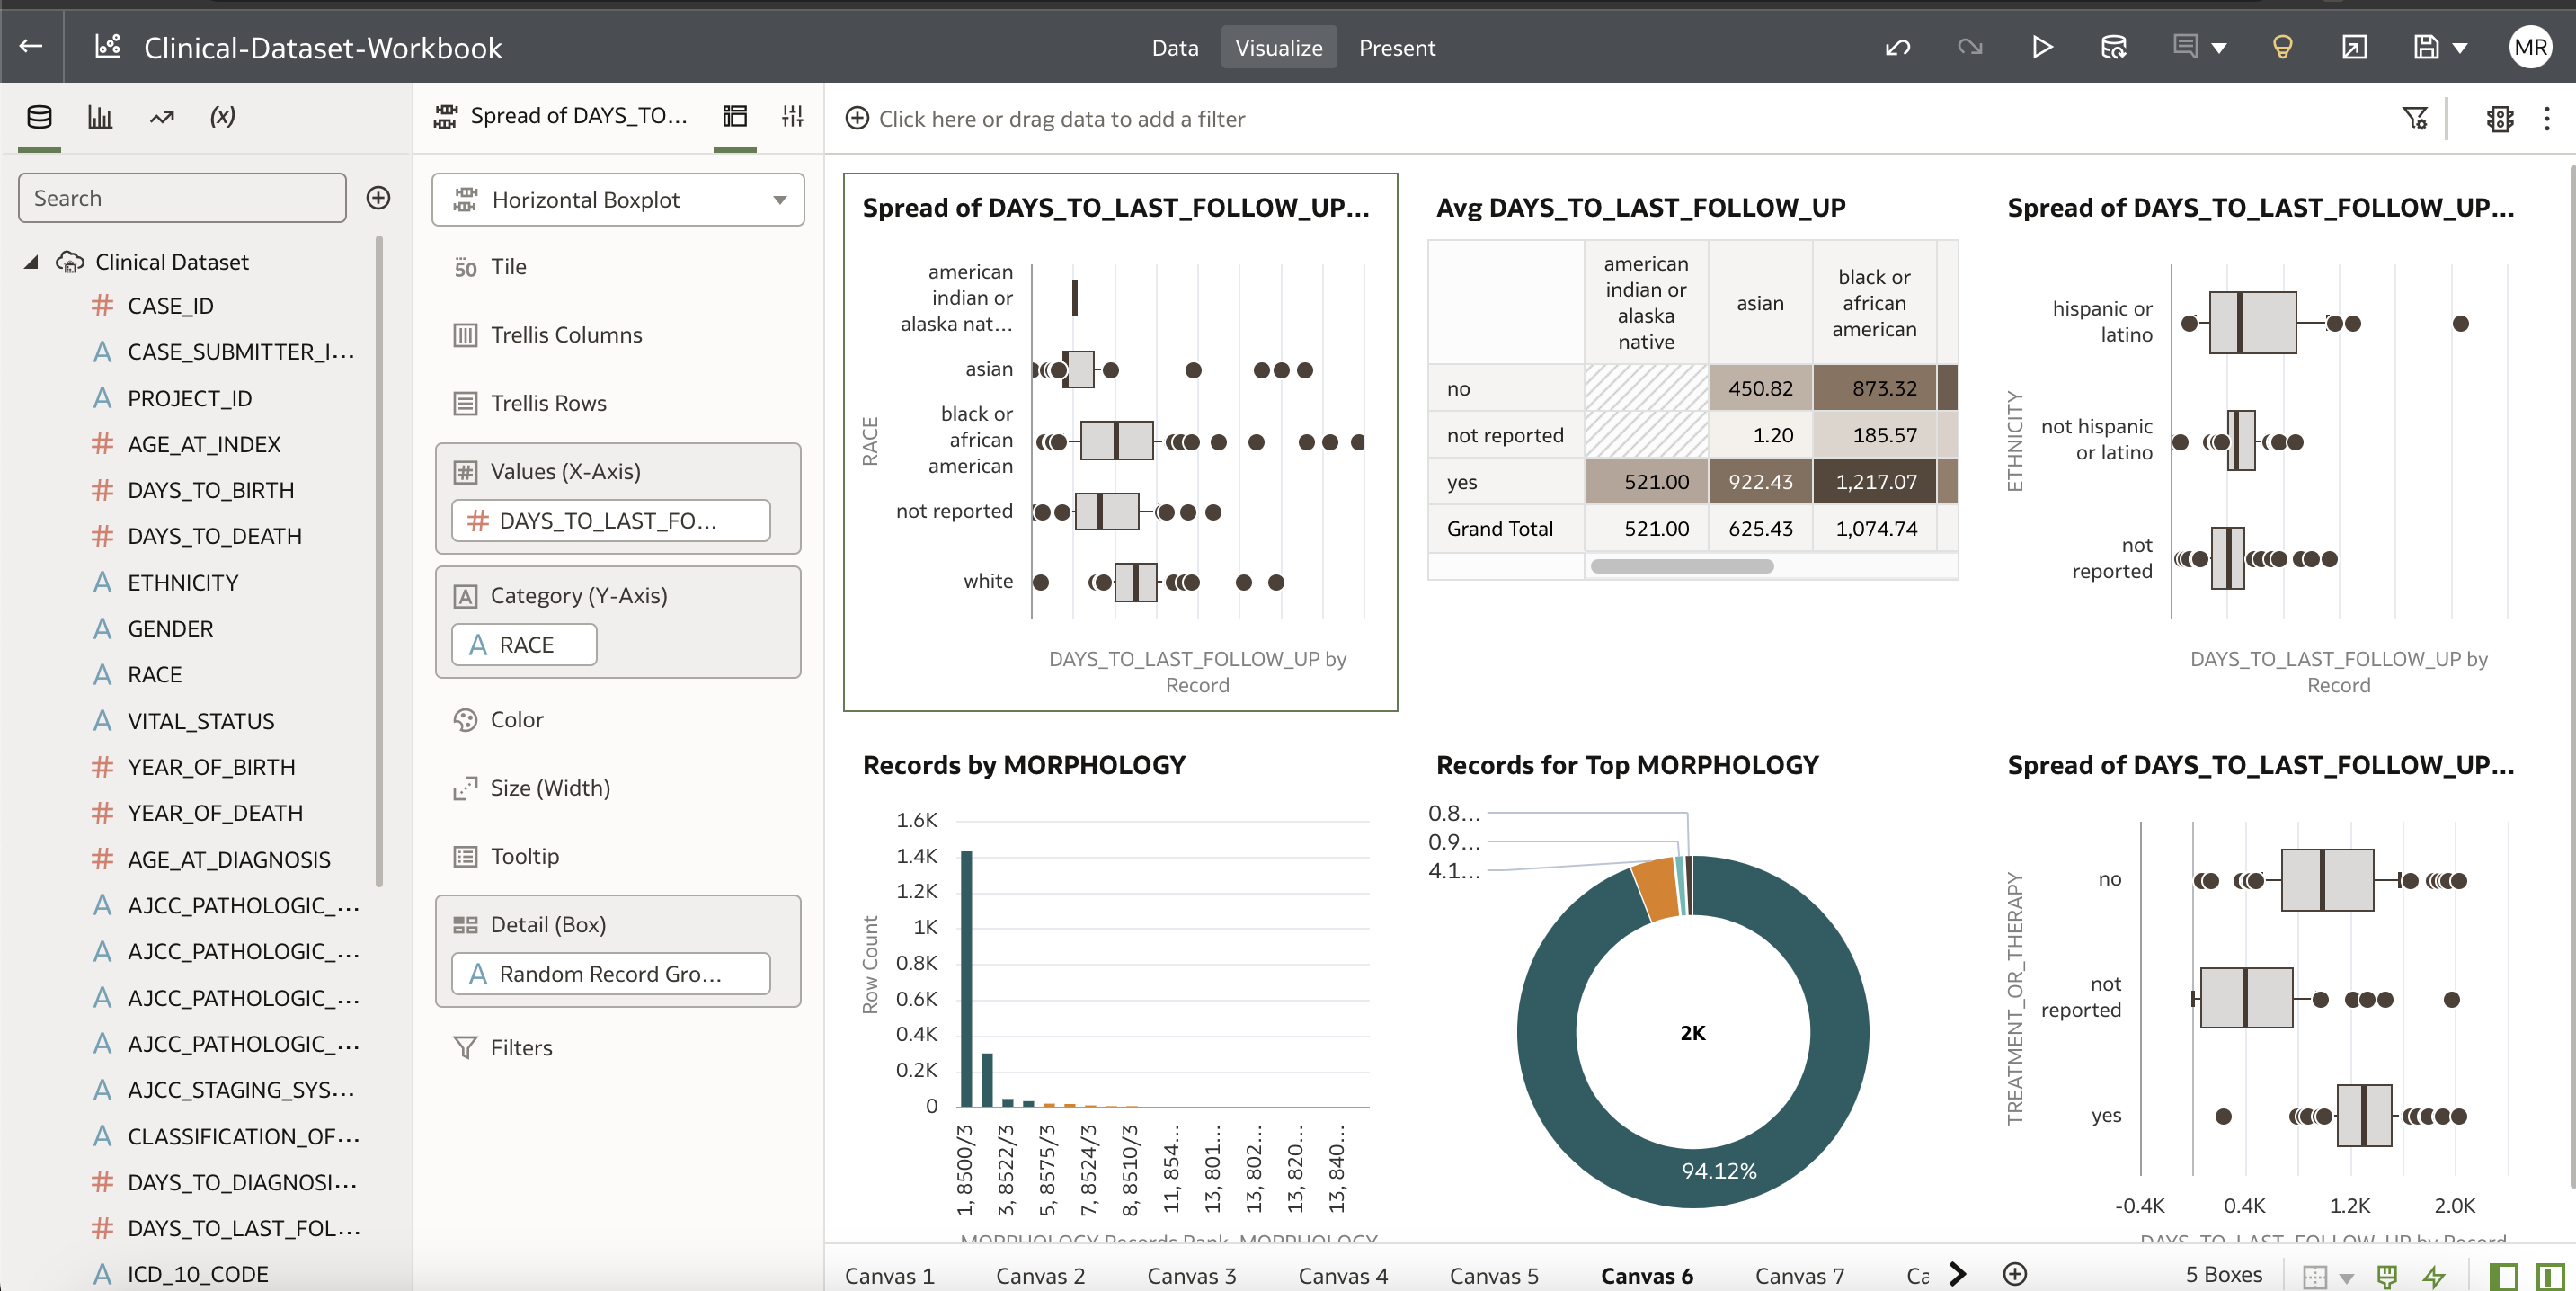 Clinical-Dataset-Workbook
Data
Visualize
Present
MR
(x)
Search
Clinical Dataset
CASE_ID
CASE_SUBMITTER_I...
PROJECT_ID
AGE_AT_INDEX
DAYS_TO_BIRTH
DAYS_TO_DEATH
ETHNICITY
GENDER
RACE
VITAL_STATUS
YEAR_OF_BIRTH
YEAR_OF_DEATH
AGE_AT_DIAGNOSIS
AJCC_PATHOLOGIC_...
AJCC_PATHOLOGIC_...
AJCC_PATHOLOGIC_...
AJCC_PATHOLOGIC_...
AJCC_STAGING_SYS...
CLASSIFICATION_OF...
DAYS_TO_DIAGNOSI...
DAYS_TO_LAST_FOL...
ICD_10_CODE
Spread of DAYS_TO...
Horizontal Boxplot
50 Tile
Trellis Columns
Trellis Rows
Values (X-Axis)
# DAYS_TO_LAST_FO...
Category (Y-Axis)
A RACE
Color
Size (Width)
Tooltip
Detail (Box)
A Random Record Gro...
Filters
Click here or drag data to add a filter
Spread of DAYS_TO_LAST_FOLLOW_UP...
RACE
american
indian or
alaska nat...
asian
black or
african
american
not reported
white
DAYS_TO_LAST_FOLLOW_UP by
Record
Avg DAYS_TO_LAST_FOLLOW_UP
american
indian or
alaska
native
asian
black or
african
american
no 450.82 873.32
not reported 1.20 185.57
yes 521.00 922.43 1,217.07
Grand Total 521.00 625.43 1,074.74
Spread of DAYS_TO_LAST_FOLLOW_UP...
ETHNICITY
hispanic or
latino
not hispanic
or latino
not
reported
DAYS_TO_LAST_FOLLOW_UP by
Record
Records by MORPHOLOGY
Row Count
1.6K
1.4K
1.2K
1K
0.8K
0.6K
0.4K
0.2K
0
1, 8500/3
3, 8522/3
5, 8575/3
7, 8524/3
8, 8510/3
11, 854...
13, 801...
13, 802...
13, 820...
13, 840...
MORPHOLOGY Records Rank, MORPHOLOGY
Records for Top MORPHOLOGY
0.8...
0.9...
4.1...
2K
94.12%
Spread of DAYS_TO_LAST_FOLLOW_UP...
TREATMENT_OR_THERAPY
no
not
reported
yes
-0.4K 0.4K 1.2K 2.0K
DAYS_TO_LAST_FOLLOW_UP by Record
Canvas 1
Canvas 2
Canvas 3
Canvas 4
Canvas 5
Canvas 6
Canvas 7
Ca
5 Boxes